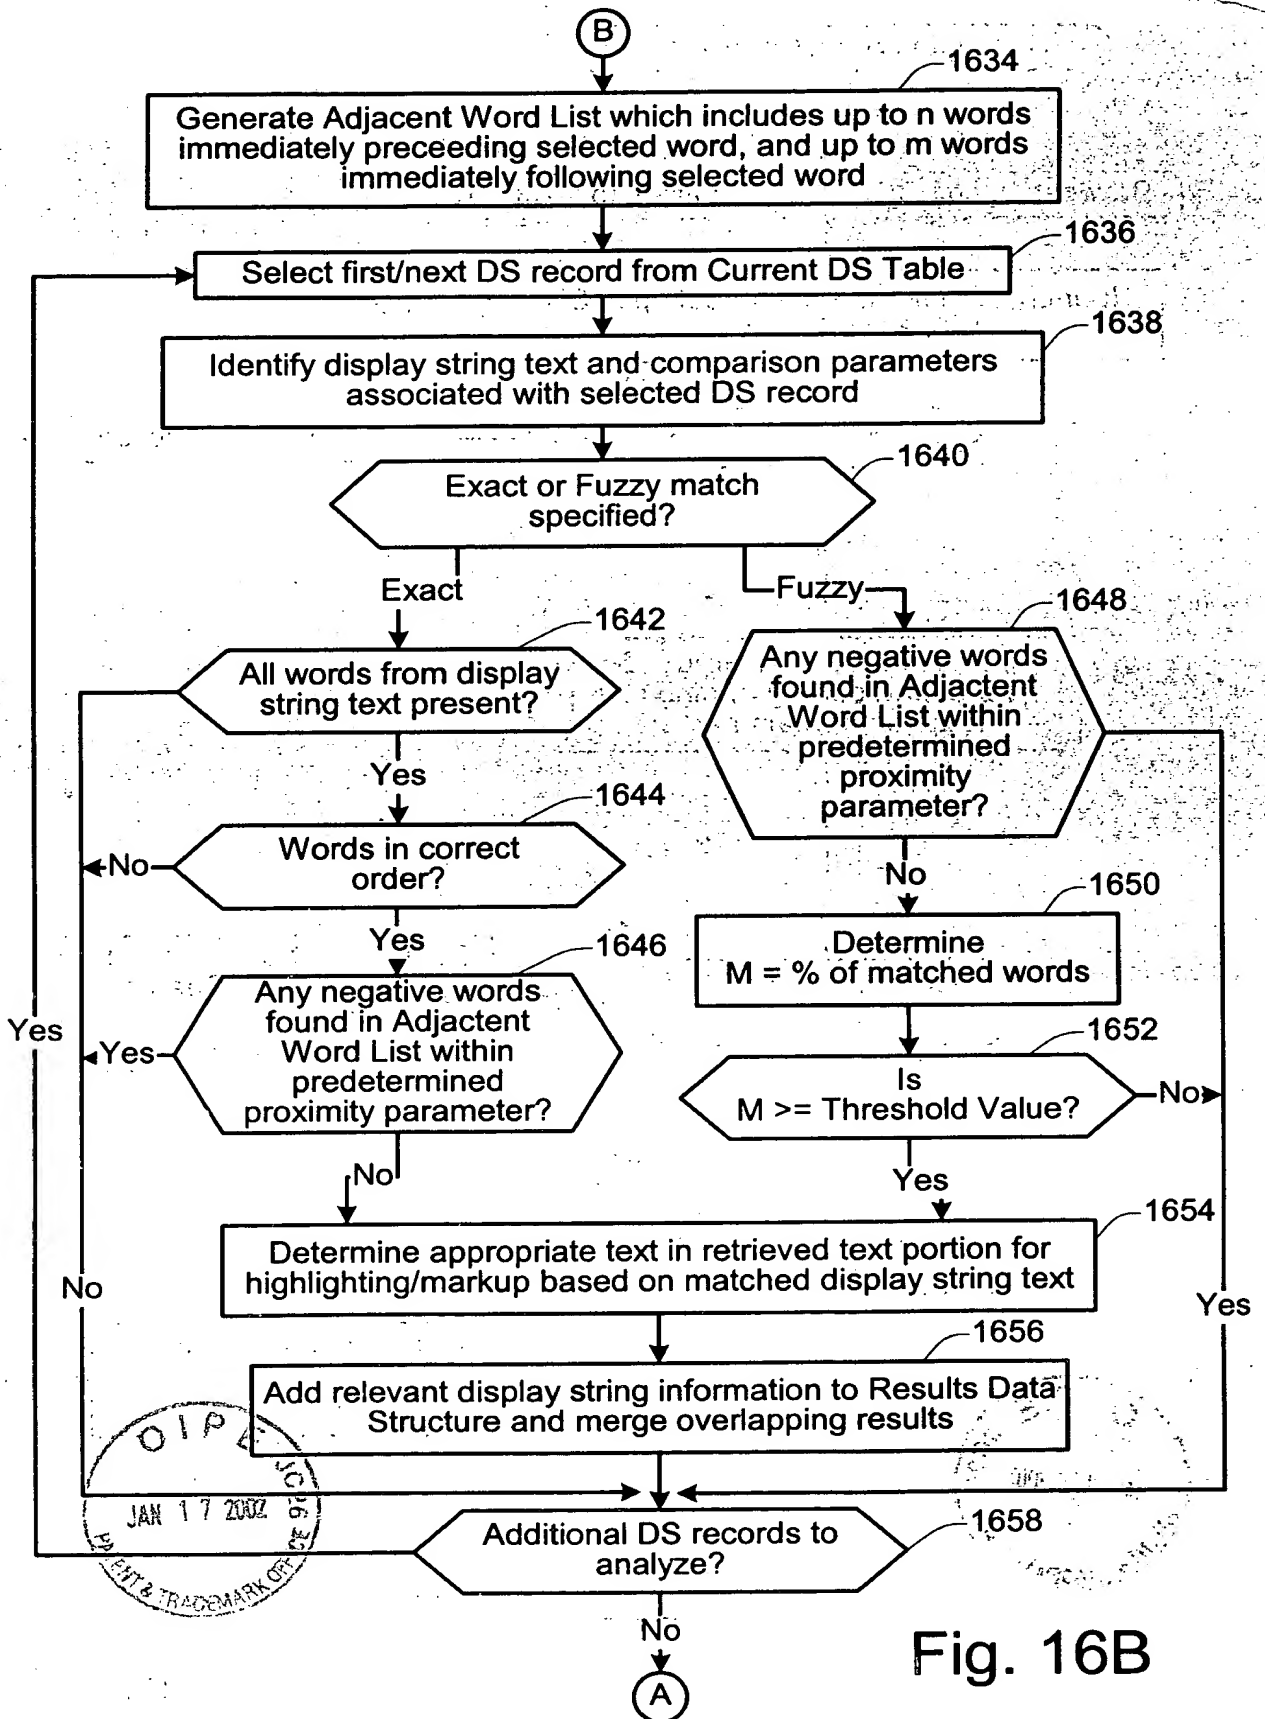 B
1634
Generate Adjacent Word List which includes up to n words
immediately preceeding selected word, and up to m words
immediately following selected word
1636
Select first/next DS record from Current DS Table
1638
Identify display string text and comparison parameters
associated with selected DS record
1640
Exact or Fuzzy match
specified?
Exact
Fuzzy
1642
All words from display
string text present?
1648
Any negative words
found in Adjactent
Word List within
predetermined
proximity
parameter?
Yes
1644
Words in correct
order?
No
No
1650
Determine
M = % of matched words
Yes
1646
Any negative words
found in Adjactent
Word List within
predetermined
proximity parameter?
Yes
Yes
1652
Is
M >= Threshold Value?
No
No
Yes
1654
Determine appropriate text in retrieved text portion for
highlighting/markup based on matched display string text
No
Yes
1656
Add relevant display string information to Results Data
Structure and merge overlapping results
OIPE
JAN 17 2002
PATENT & TRADEMARK OFFICE
1658
Additional DS records to
analyze?
No
A
Fig. 16B